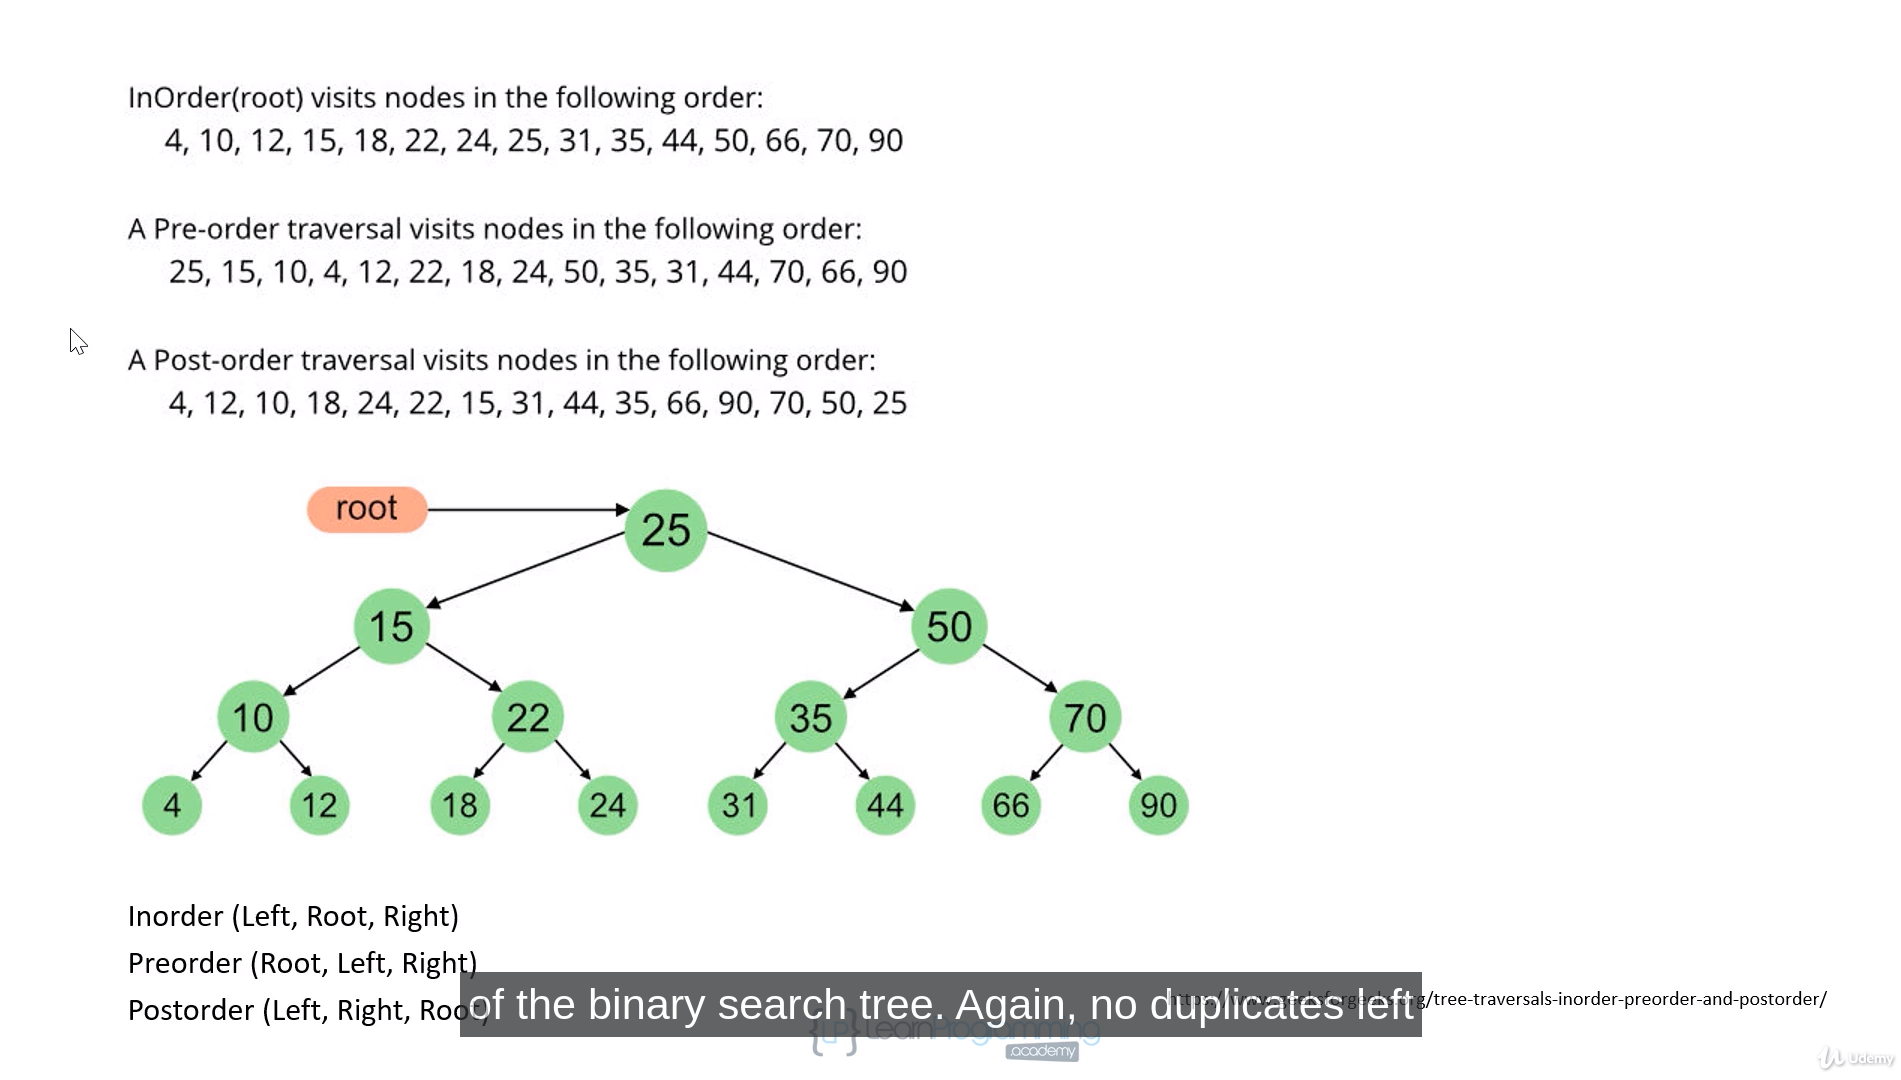 InOrder(root) visits nodes in the following order:
4, 10, 12, 15, 18, 22, 24, 25, 31, 35, 44, 50, 66, 70, 90
A Pre-order traversal visits nodes in the following order:
25, 15, 10, 4, 12, 22, 18, 24, 50, 35, 31, 44, 70, 66, 90
A Post-order traversal visits nodes in the following order:
4, 12, 10, 18, 24, 22, 15, 31, 44, 35, 66, 90, 70, 50, 25
root
25
15 50
10 22 35 70
4 12 18 24 31 44 66 90
Inorder (Left, Root, Right)
Preorder (Root, Left, Right)
Postorder (Left, Right, Root)
https://www.geeksforgeeks.org/tree-traversals-inorder-preorder-and-postorder/
of the binary search tree. Again, no duplicates left
{LP} LearnProgramming
.academy
Udemy